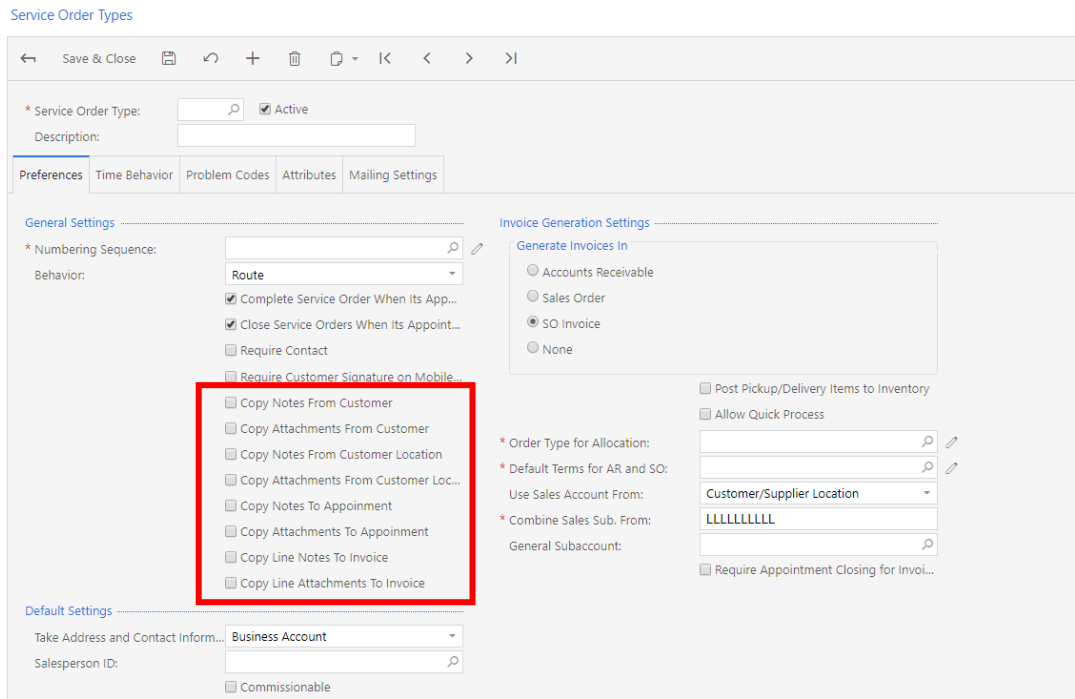 Service Order Types
Save & Close
* Service Order Type:
Active
Description:
Preferences Time Behavior Problem Codes Attributes Mailing Settings
General Settings
* Numbering Sequence:
Behavior: Route
Complete Service Order When Its App...
Close Service Orders When Its Appoint...
Require Contact
Require Customer Signature on Mobile...
Copy Notes From Customer
Copy Attachments From Customer
Copy Notes From Customer Location
Copy Attachments From Customer Loc...
Copy Notes To Appoinment
Copy Attachments To Appoinment
Copy Line Notes To Invoice
Copy Line Attachments To Invoice
Default Settings
Take Address and Contact Inform... Business Account
Salesperson ID:
Commissionable
Invoice Generation Settings
Generate Invoices In
Accounts Receivable
Sales Order
SO Invoice
None
Post Pickup/Delivery Items to Inventory
Allow Quick Process
* Order Type for Allocation:
* Default Terms for AR and SO:
Use Sales Account From: Customer/Supplier Location
* Combine Sales Sub. From: LLLLLLLLLL
General Subaccount:
Require Appointment Closing for Invoi...